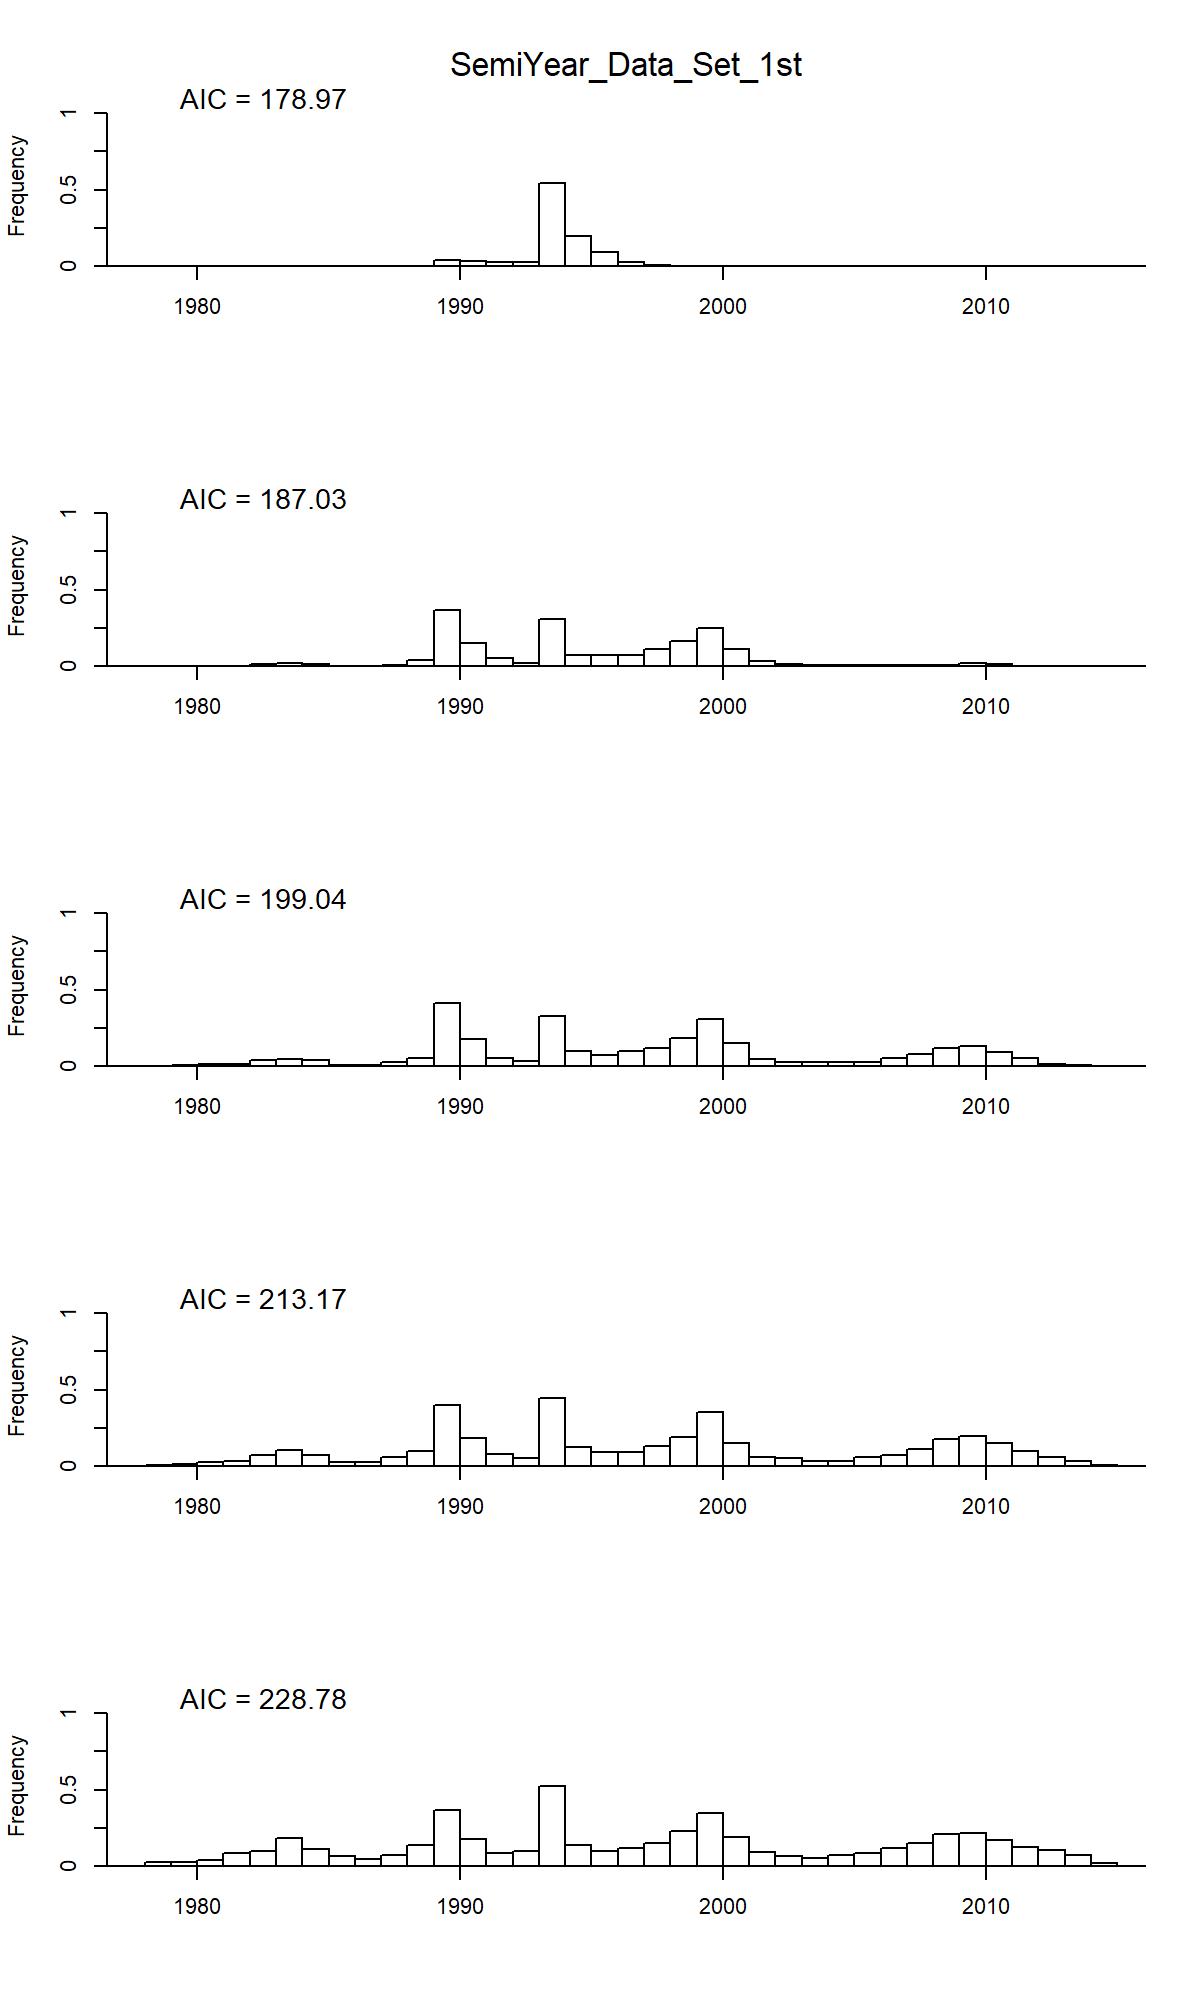 SemiYear_Data_Set_1st
AIC = 178.97
Frequency
0 0.5 1
1980 1990 2000 2010
AIC = 187.03
Frequency
0 0.5 1
1980 1990 2000 2010
AIC = 199.04
Frequency
0 0.5 1
1980 1990 2000 2010
AIC = 213.17
Frequency
0 0.5 1
1980 1990 2000 2010
AIC = 228.78
Frequency
0 0.5 1
1980 1990 2000 2010